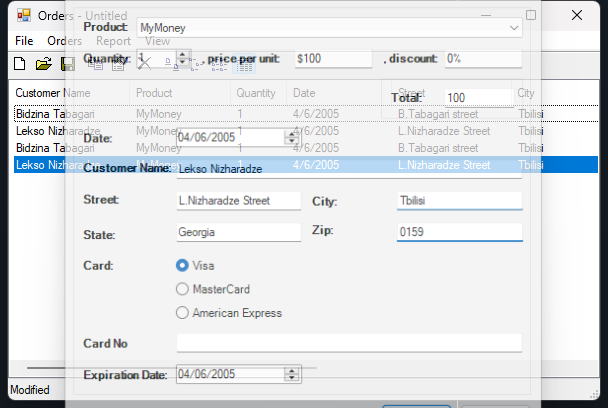 Orders - Untitled
Product: MyMoney
File Orders Report View
Quantity: 1 , price per unit: $100 , discount: 0%
Customer Name Product Quantity Date Street City
Total: 100
Bidzina Tabagari MyMoney 1 4/6/2005 B.Tabagari street Tbilisi
Lekso Nizharadze MyMoney 1 4/6/2005 L.Nizharadze Street Tbilisi
Date: 04/06/2005
Bidzina Tabagari MyMoney 1 4/6/2005 B.Tabagari street Tbilisi
Lekso Nizharadze MyMoney 1 4/6/2005 L.Nizharadze Street Tbilisi
Customer Name: Lekso Nizharadze
Street: L.Nizharadze Street City: Tbilisi
State: Georgia Zip: 0159
Card: Visa
MasterCard
American Express
Card No
Expiration Date: 04/06/2005
Modified